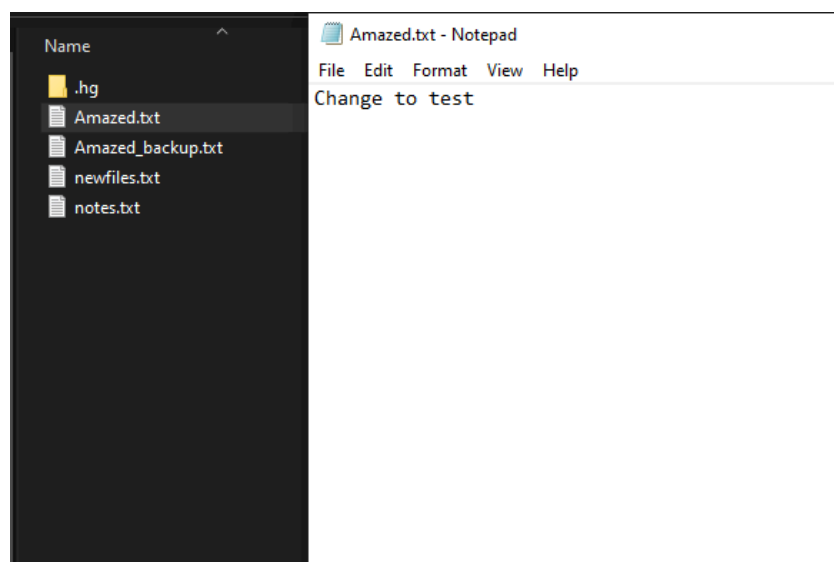 Name
.hg
Amazed.txt
Amazed_backup.txt
newfiles.txt
notes.txt
Amazed.txt - Notepad
File Edit Format View Help
Change to test